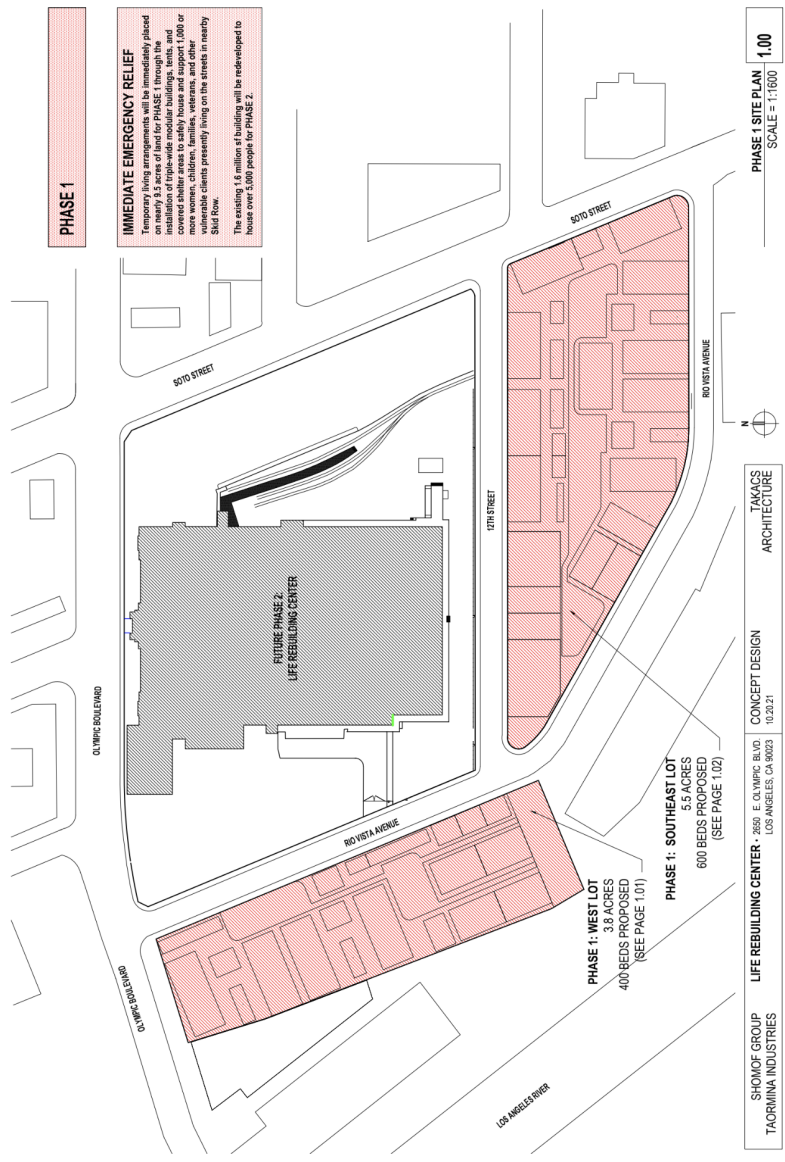 PHASE 1
IMMEDIATE EMERGENCY RELIEF
Temporary living arrangements will be immediately placed
on nearly 9.5 acres of land for PHASE 1 through the
installation of triple-wide modular buildings, tents, and
covered shelter areas to safely house and support 1,000 or
more women, children, families, veterans, and other
vulnerable clients presently living on the streets in nearby
Skid Row.
The existing 1.6 million sf building will be redeveloped to
house over 5,000 people for PHASE 2.
OLYMPIC BOULEVARD
SOTO STREET
SOTO STREET
FUTURE PHASE 2:
LIFE REBUILDING CENTER
12TH STREET
OLYMPIC BOULEVARD
RIO VISTA AVENUE
RIO VISTA AVENUE
PHASE 1: WEST LOT
3.8 ACRES
400 BEDS PROPOSED
(SEE PAGE 1.01)
PHASE 1: SOUTHEAST LOT
5.5 ACRES
600 BEDS PROPOSED
(SEE PAGE 1.02)
LOS ANGELES RIVER
N
SHOMOF GROUP
TAORMINA INDUSTRIES
LIFE REBUILDING CENTER • 2650 E. OLYMPIC BLVD.
LOS ANGELES, CA 90023
CONCEPT DESIGN
10.20.21
TAKACS
ARCHITECTURE
PHASE 1 SITE PLAN
SCALE = 1:1600
1.00